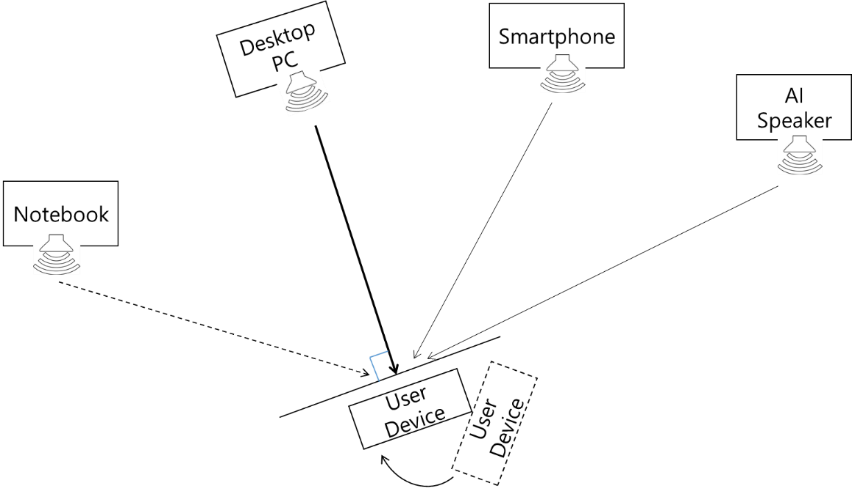 Desktop
PC
Smartphone
AI
Speaker
Notebook
User
Device
User
Device